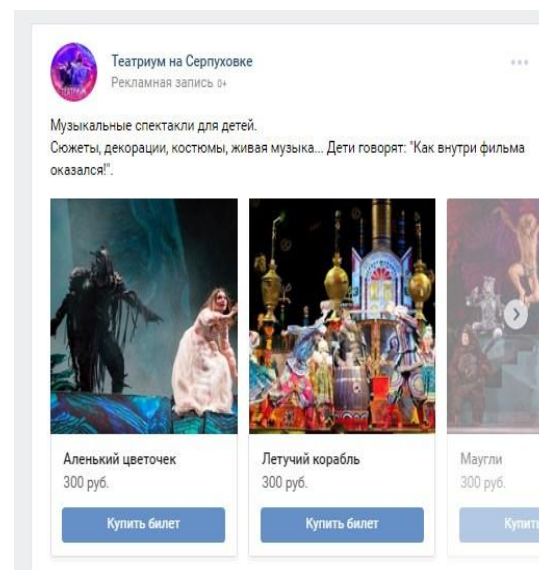 Театриум на Серпуховке
Рекламная запись 0+
Музыкальные спектакли для детей.
Сюжеты, декорации, костюмы, живая музыка... Дети говорят: "Как внутри фильма
оказался!".
Аленький цветочек
300 руб.
Купить билет
Летучий корабль
300 руб.
Купить билет
Маугли
300 руб.